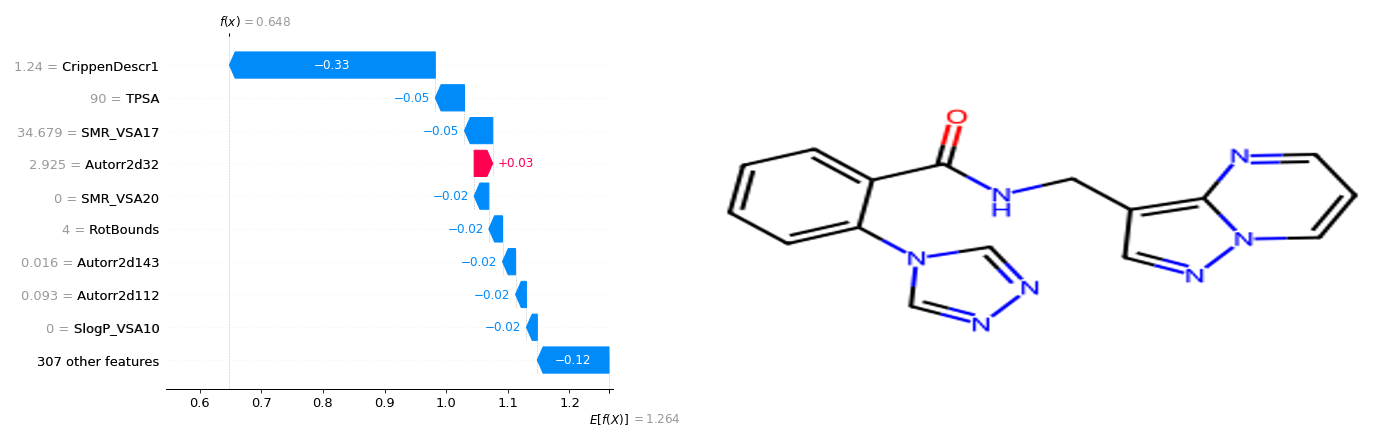 f(x) = 0.648
1.24 = CrippenDescr1
−0.33
90 = TPSA
−0.05
34.679 = SMR_VSA17
−0.05
2.925 = Autorr2d32
+0.03
0 = SMR_VSA20
−0.02
4 = RotBounds
−0.02
0.016 = Autorr2d143
−0.02
0.093 = Autorr2d112
−0.02
0 = SlogP_VSA10
−0.02
307 other features
−0.12
0.6 0.7 0.8 0.9 1.0 1.1 1.2
E[f(X)] = 1.264
O
N
N
H
N
N
N
N
N
N